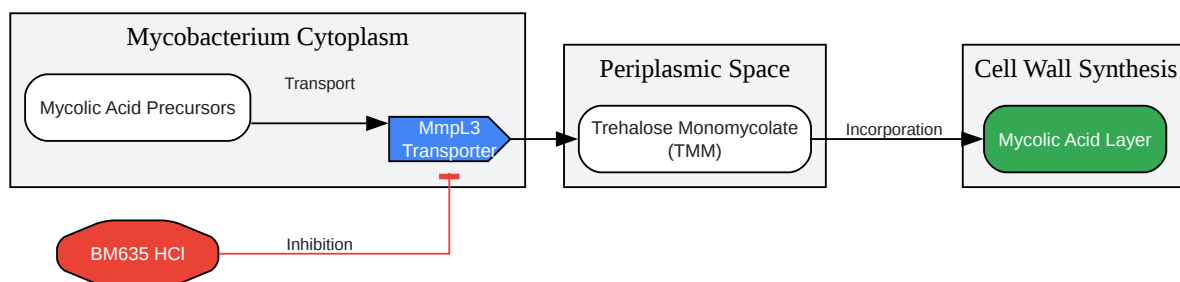 Mycobacterium Cytoplasm
Mycolic Acid Precursors
Transport
MmpL3
Transporter
Periplasmic Space
Trehalose Monomycolate
(TMM)
Incorporation
Cell Wall Synthesis
Mycolic Acid Layer
BM635 HCl
Inhibition